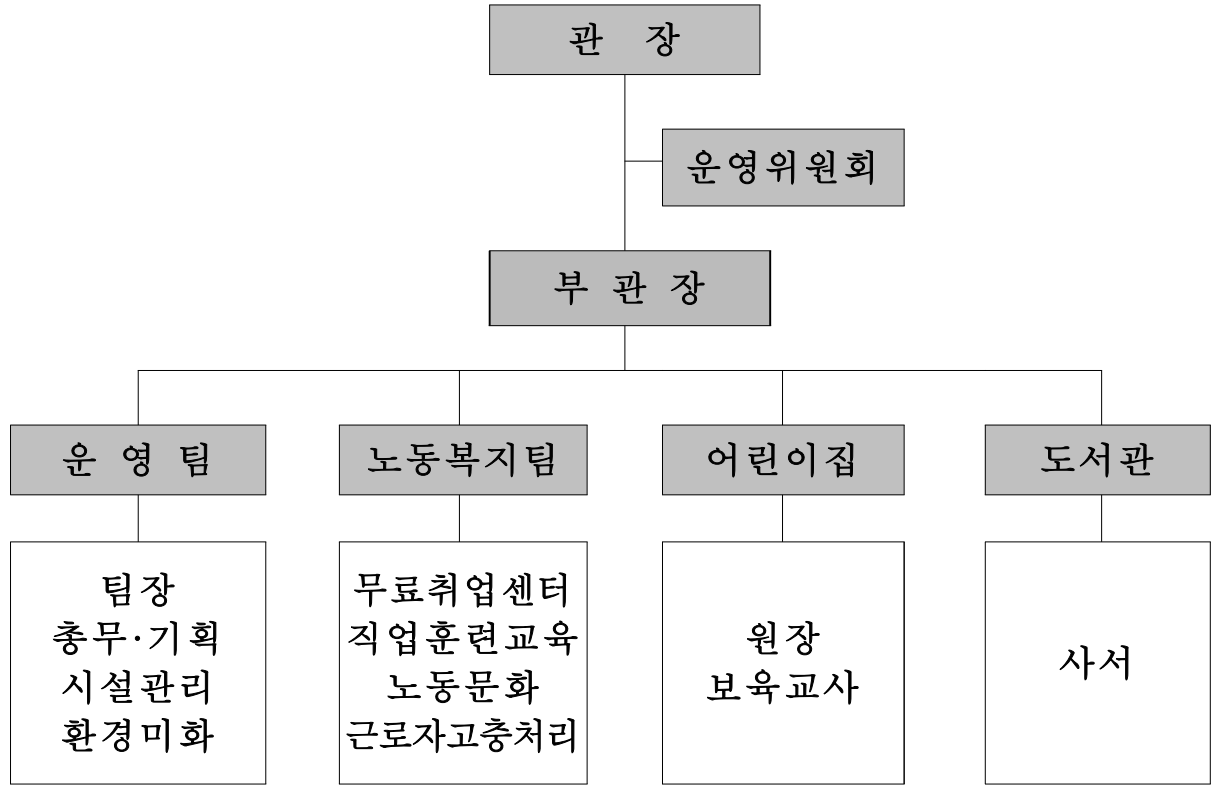 관 장
운영위원회
부 관 장
운 영 팀
노동복지팀
어린이집
도서관
팀장
총무·기획
시설관리
환경미화
무료취업센터
직업훈련교육
노동문화
근로자고충처리
원장
보육교사
사서